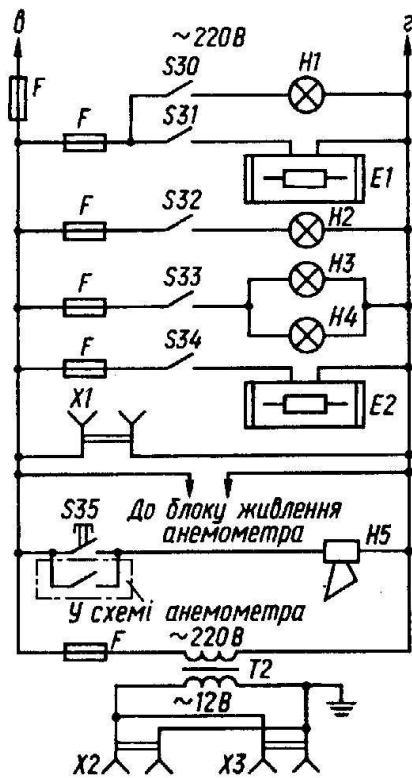 в г
~220В
F
S30 H1
F S31
E1
F S32 H2
H3
F S33
H4
F S34
X1 E2
До блоку живлення
анемометра
S35 H5
У схемі анемометра
F ~220В
T2
~12В
X2 X3